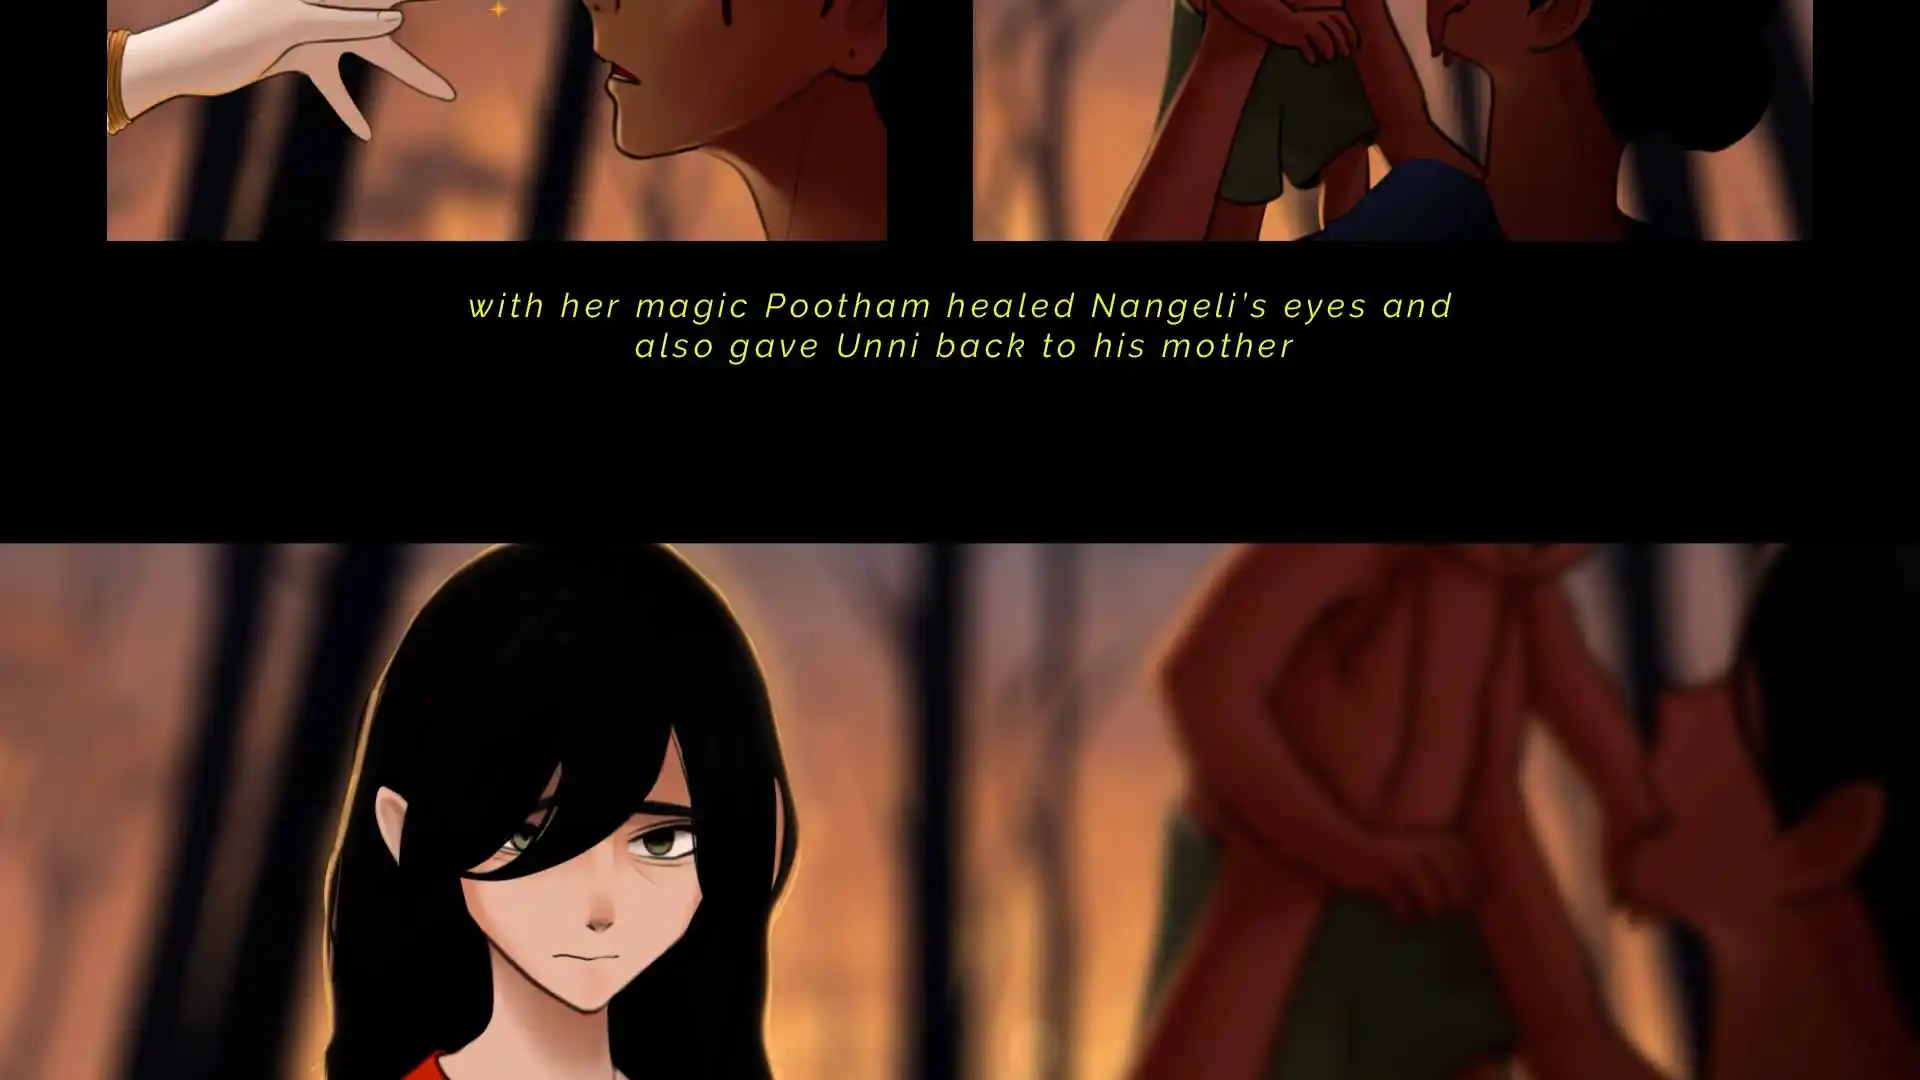 with her magic Pootham healed Nangeli's eyes and
also gave Unni back to his mother